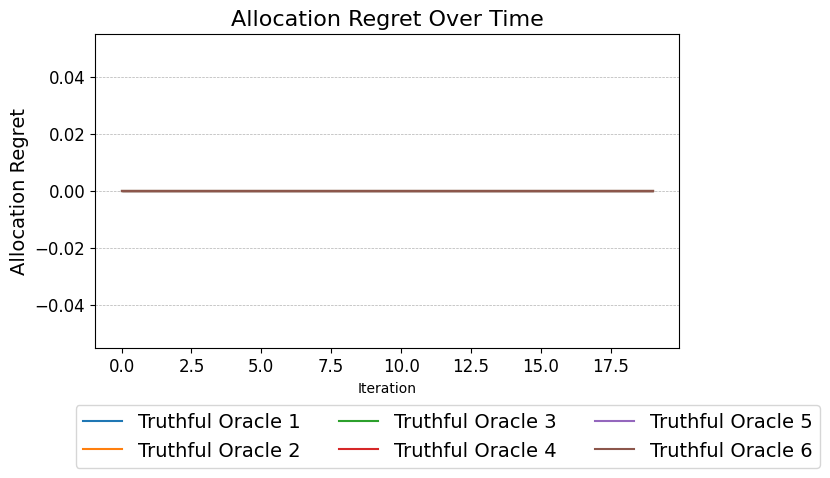 Allocation Regret Over Time
Allocation Regret
0.04
0.02
0.00
−0.02
−0.04
0.0 2.5 5.0 7.5 10.0 12.5 15.0 17.5
Iteration
Truthful Oracle 1 Truthful Oracle 3 Truthful Oracle 5
Truthful Oracle 2 Truthful Oracle 4 Truthful Oracle 6